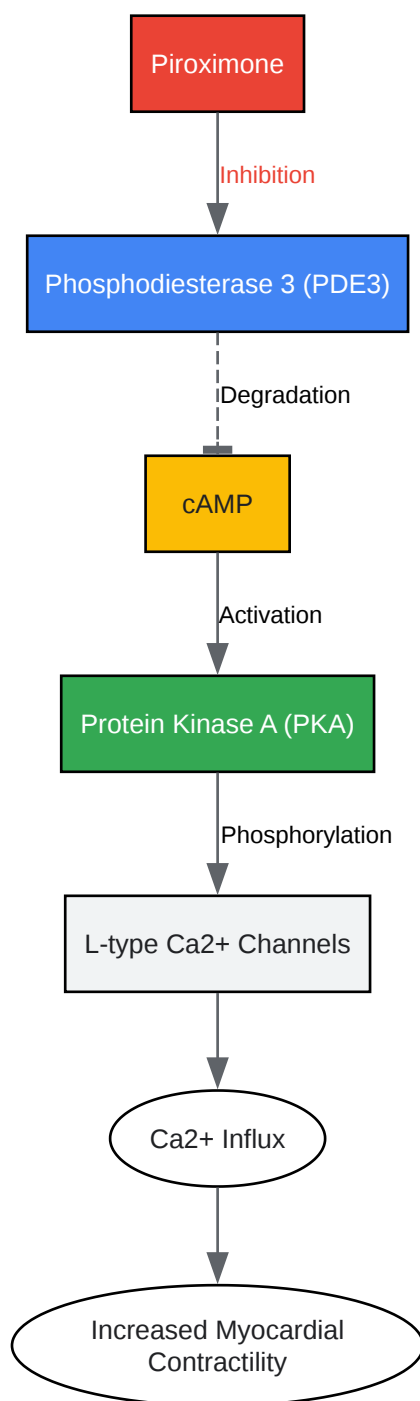 Piroximone
Inhibition
Phosphodiesterase 3 (PDE3)
Degradation
cAMP
Activation
Protein Kinase A (PKA)
Phosphorylation
L-type Ca2+ Channels
Ca2+ Influx
Increased Myocardial
Contractility